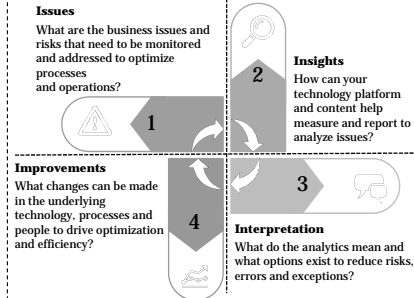 Issues
What are the business issues and
risks that need to be monitored
and addressed to optimize
processes
and operations?
1
2
Insights
How can your
technology platform
and content help
measure and report to
analyze issues?
Improvements
What changes can be made
in the underlying
technology, processes and
people to drive optimization
and efficiency?
4
3
Interpretation
What do the analytics mean and
what options exist to reduce risks,
errors and exceptions?